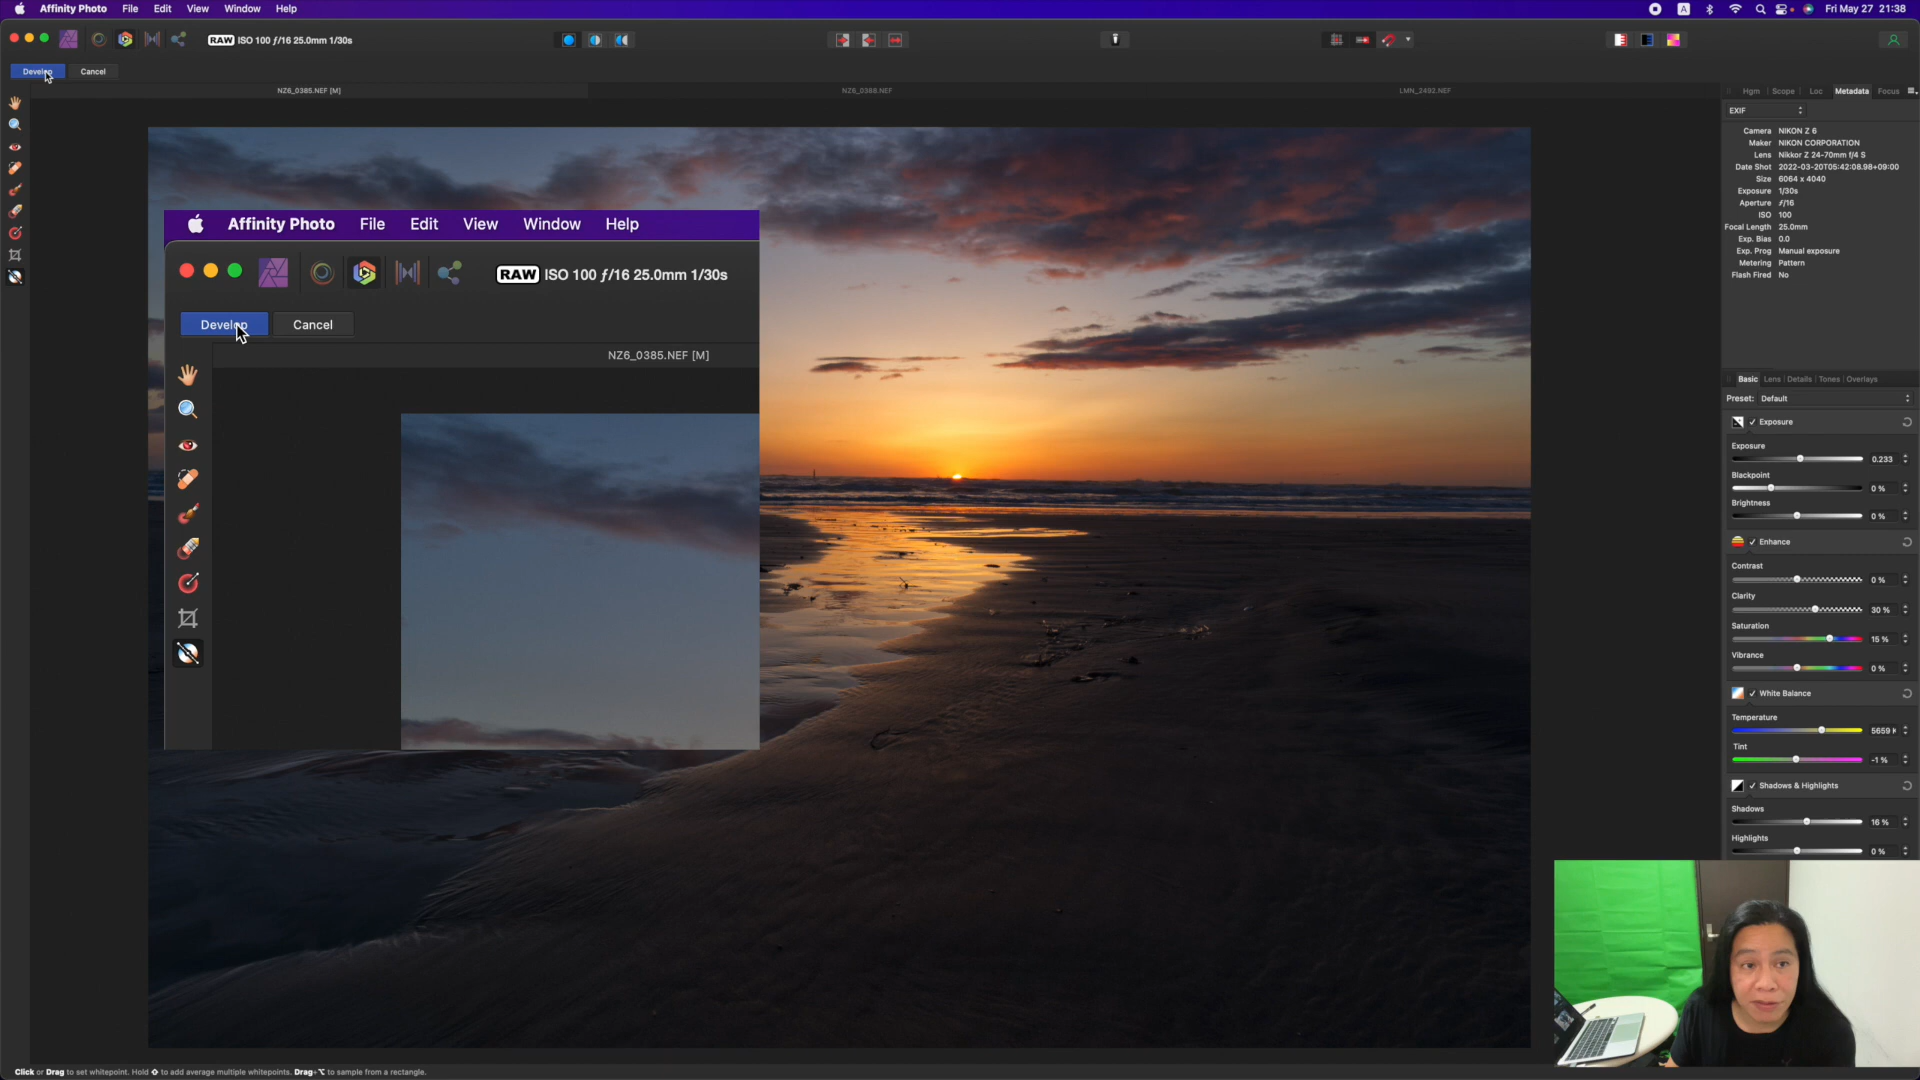 Affinity Photo File Edit View Window Help
A Fri May 27 21:38
RAW ISO 100 ƒ/16 25.0mm 1/30s
Develop Cancel
NZ6_0385.NEF [M] NZ6_0388.NEF LMN_2492.NEF
Hgm Scope Loc Metadata Focus
EXIF
Camera NIKON Z 6
Maker NIKON CORPORATION
Lens Nikkor Z 24-70mm f/4 S
Date Shot 2022-03-20T05:42:08.98+09:00
Size 6064 x 4040
Exposure 1/30s
Aperture ƒ/16
ISO 100
Focal Length 25.0mm
Exp. Bias 0.0
Exp. Prog Manual exposure
Metering Pattern
Flash Fired No
Affinity Photo File Edit View Window Help
RAW ISO 100 ƒ/16 25.0mm 1/30s
Develop Cancel
NZ6_0385.NEF [M]
Basic Lens Details Tones Overlays
Preset: Default
Exposure
Exposure
0.233
Blackpoint
0 %
Brightness
0 %
Enhance
Contrast
0 %
Clarity
30 %
Saturation
15 %
Vibrance
0 %
White Balance
Temperature
5659 K
Tint
-1 %
Shadows & Highlights
Shadows
16 %
Highlights
0 %
Click or Drag to set whitepoint. Hold ⇧ to add average multiple whitepoints. Drag+⌥ to sample from a rectangle.